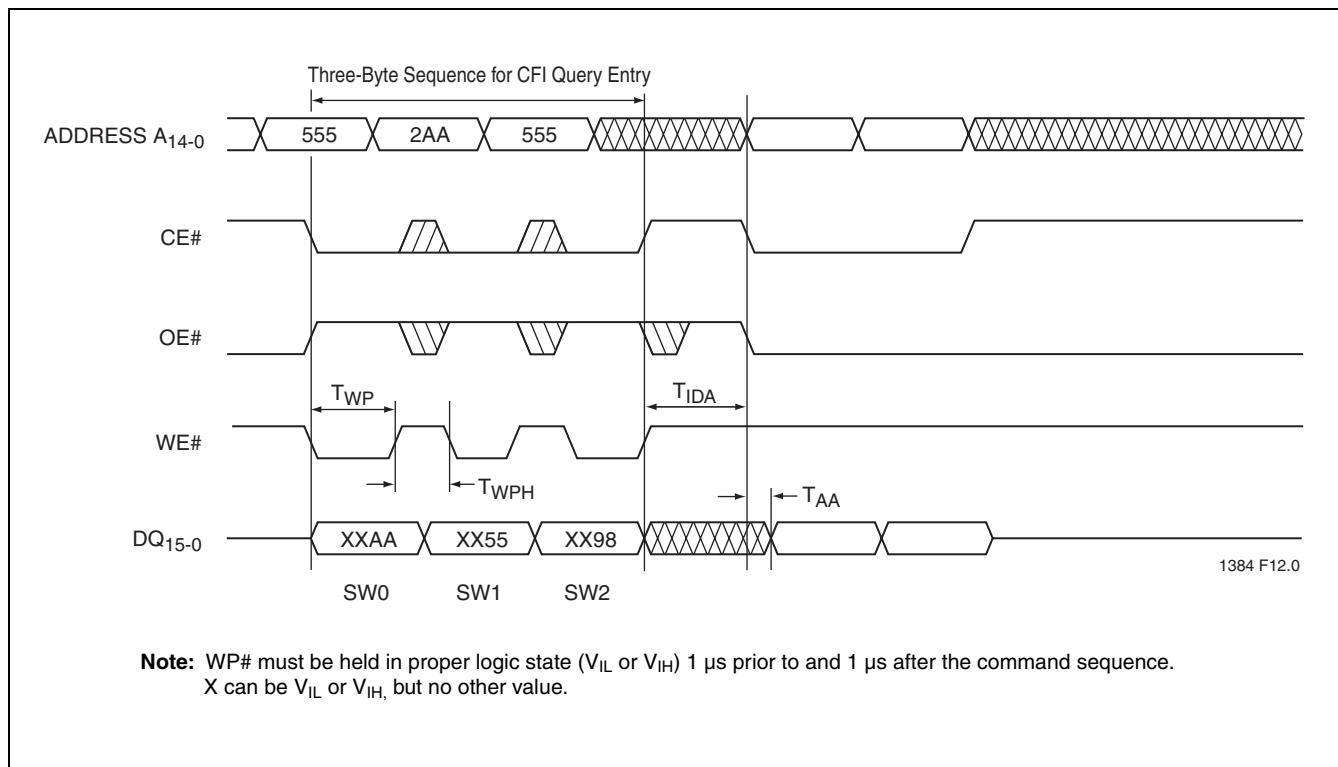 Three-Byte Sequence for CFI Query Entry
ADDRESS A14-0
555 2AA 555
CE#
OE#
TWP
TIDA
WE#
TWPH
TAA
DQ15-0
XXAA XX55 XX98
1384 F12.0
SW0 SW1 SW2
Note: WP# must be held in proper logic state (VIL or VIH) 1 µs prior to and 1 µs after the command sequence.
X can be VIL or VIH, but no other value.